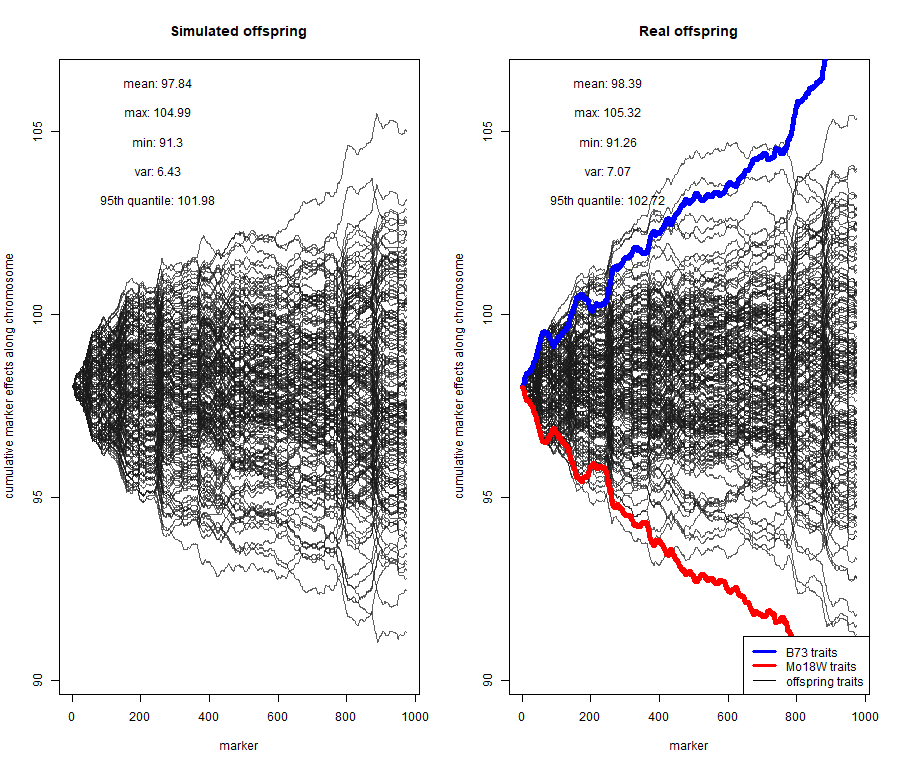 Simulated offspring
mean: 97.84
max: 104.99
min: 91.3
var: 6.43
95th quantile: 101.98
cumulative marker effects along chromosome
105
100
95
90
0 200 400 600 800 1000
marker
Real offspring
mean: 98.39
max: 105.32
min: 91.26
var: 7.07
95th quantile: 102.72
cumulative marker effects along chromosome
105
100
95
90
B73 traits
Mo18W traits
offspring traits
0 200 400 600 800 1000
marker